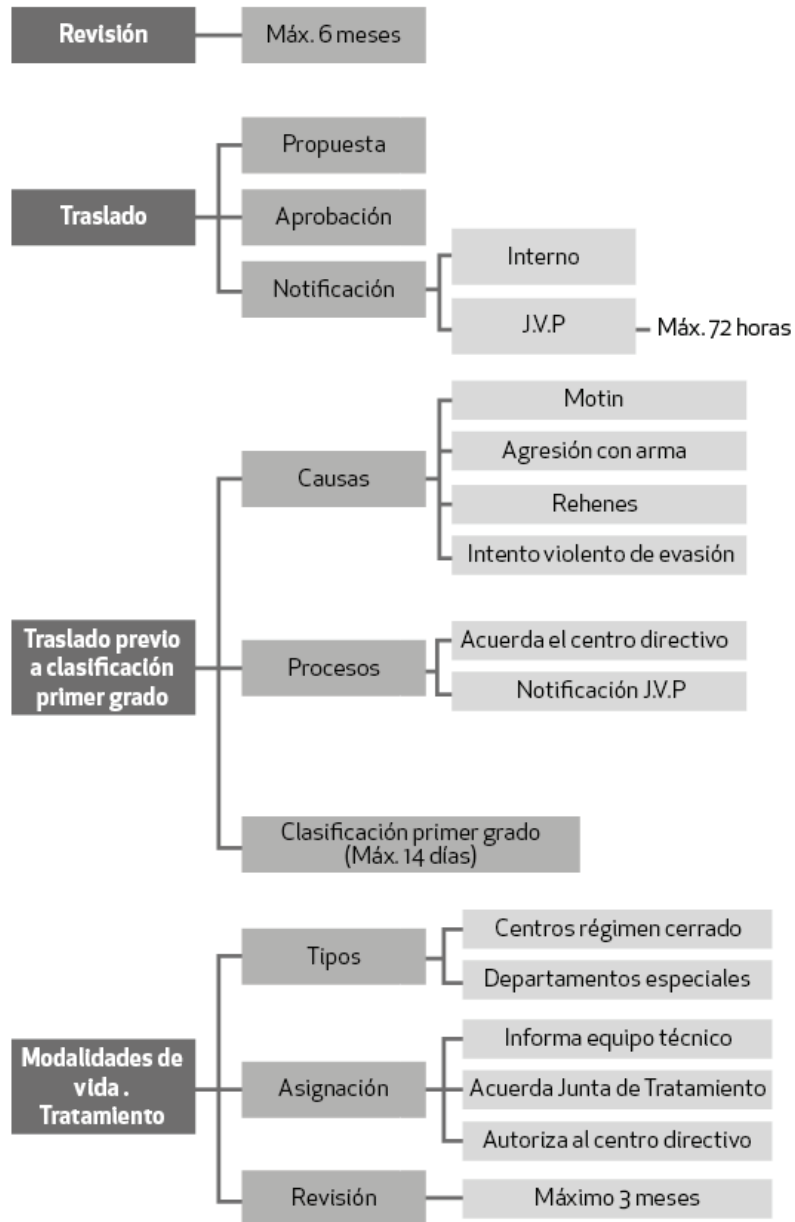 Revisión
Máx. 6 meses
Traslado
Propuesta
Aprobación
Notificación
Interno
J.V.P
Máx. 72 horas
Traslado previo
a clasificación
primer grado
Causas
Motin
Agresión con arma
Rehenes
Intento violento de evasión
Procesos
Acuerda el centro directivo
Notificación J.V.P
Clasificación primer grado
(Máx. 14 días)
Modalidades de
vida .
Tratamiento
Tipos
Centros régimen cerrado
Departamentos especiales
Asignación
Informa equipo técnico
Acuerda Junta de Tratamiento
Autoriza al centro directivo
Revisión
Máximo 3 meses